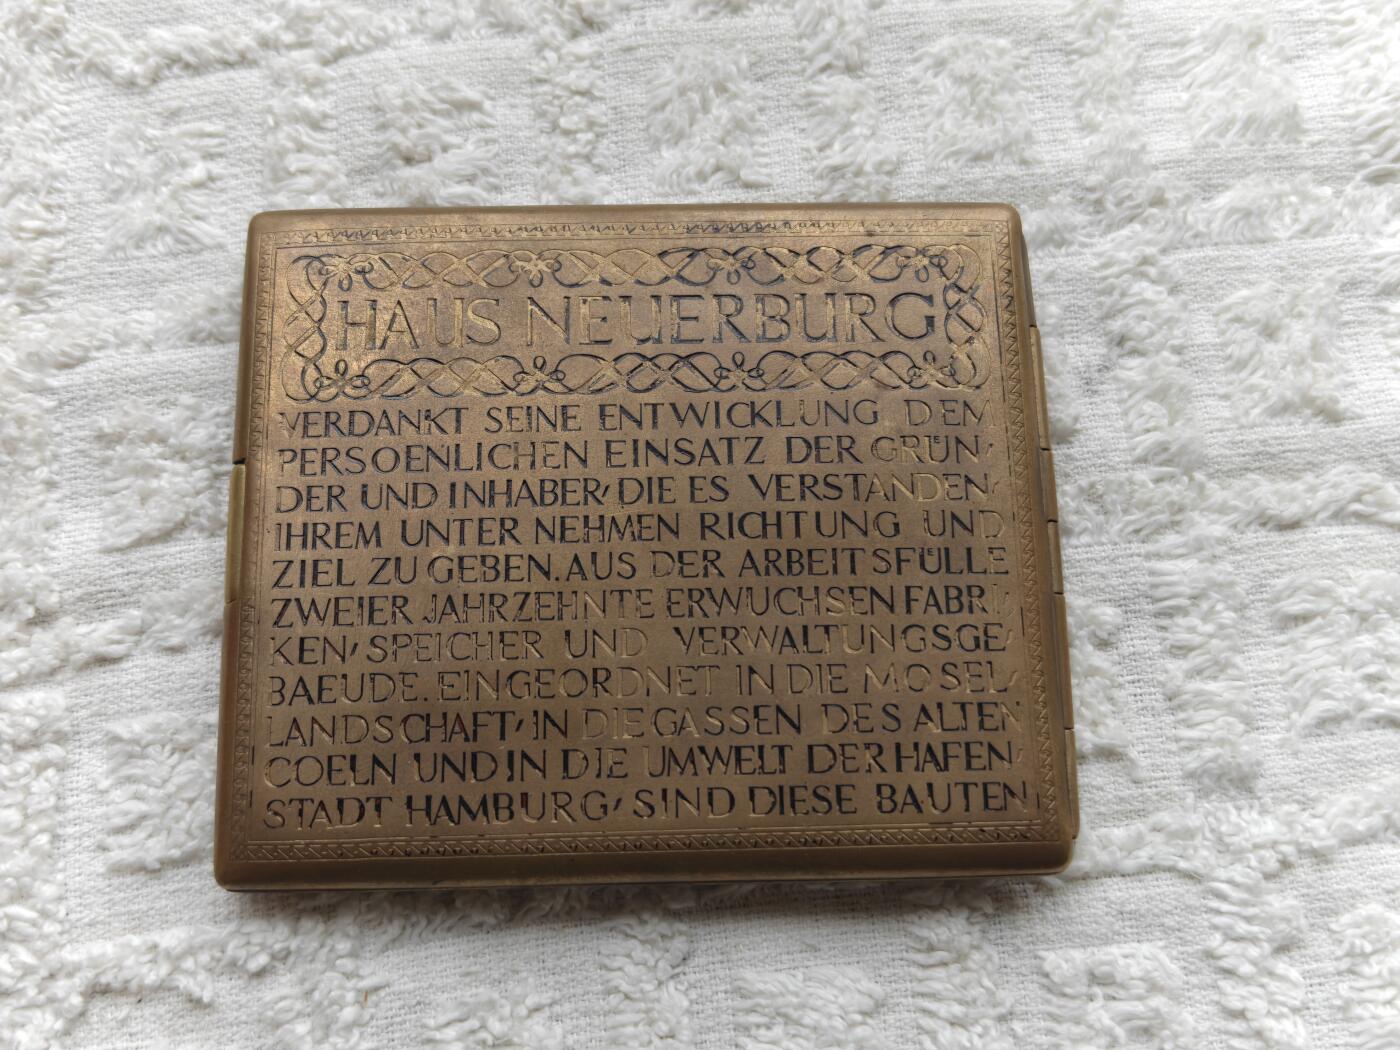 HAUS NEUERBURG
VERDANKT SEINE ENTWICKLUNG DEM
PERSOENLICHEN EINSATZ DER GRÜN-
DER UND INHABER, DIE ES VERSTANDEN,
IHREM UNTERNEHMEN RICHTUNG UND
ZIEL ZU GEBEN. AUS DER ARBEITSFÜLLE
ZWEIER JAHRZEHNTE ERWUCHSEN FABRI-
KEN, SPEICHER UND VERWALTUNGSGE-
BAEUDE. EINGEORDNET IN DIE MOSEL-
LANDSCHAFT, IN DIE GASSEN DES ALTEN
COELN UND IN DIE UMWELT DER HAFEN-
STADT HAMBURG, SIND DIESE BAUTEN